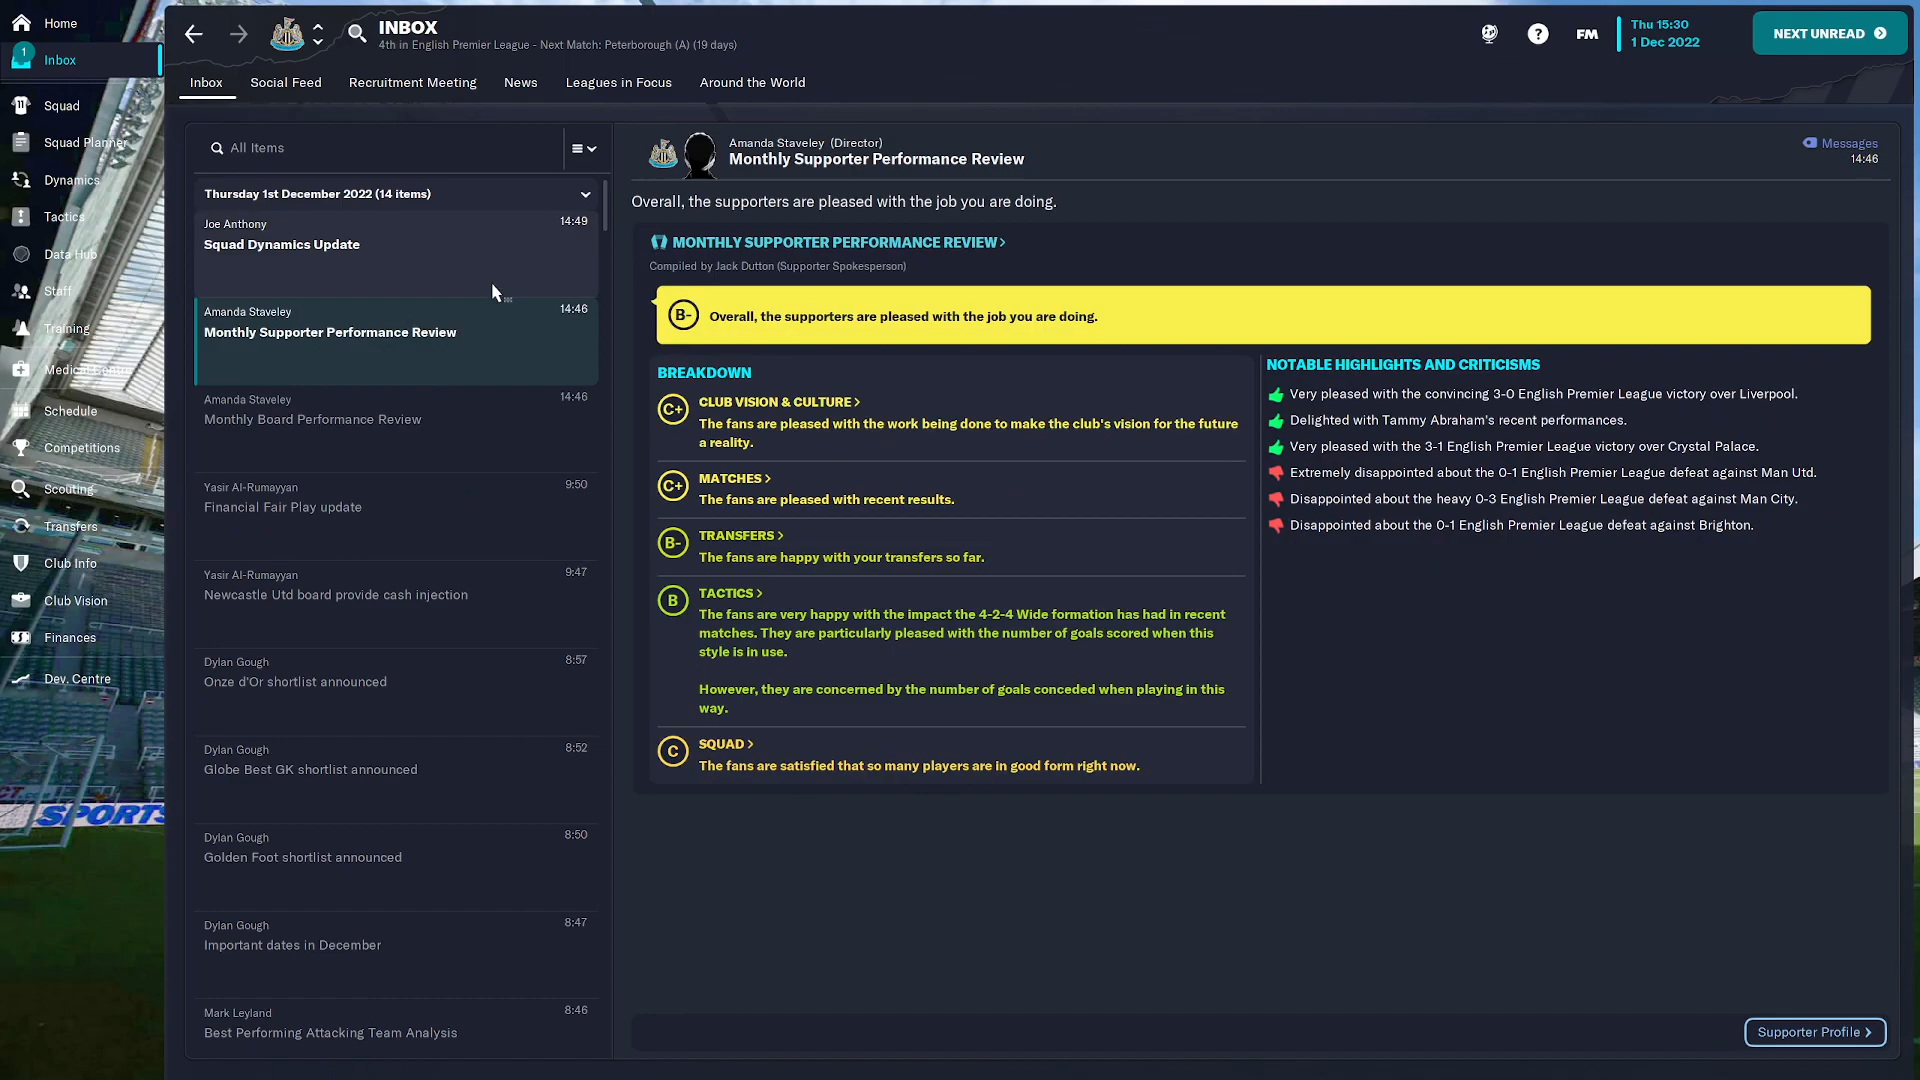 Home
1
Inbox
Squad
Squad Planner
Dynamics
Tactics
Data Hub
Staff
Training
Medical Centre
Schedule
Competitions
Scouting
Transfers
Club Info
Club Vision
Finances
Dev. Centre
SPORTS
INBOX
4th in English Premier League - Next Match: Peterborough (A) (19 days)
?
FM
Thu 15:30
1 Dec 2022
NEXT UNREAD
Inbox
Social Feed
Recruitment Meeting
News
Leagues in Focus
Around the World
All Items
Thursday 1st December 2022 (14 items)
Joe Anthony
14:49
Squad Dynamics Update
Amanda Staveley
14:46
Monthly Supporter Performance Review
Amanda Staveley
14:46
Monthly Board Performance Review
Yasir Al-Rumayyan
9:50
Financial Fair Play update
Yasir Al-Rumayyan
9:47
Newcastle Utd board provide cash injection
Dylan Gough
8:57
Onze d'Or shortlist announced
Dylan Gough
8:52
Globe Best GK shortlist announced
Dylan Gough
8:50
Golden Foot shortlist announced
Dylan Gough
8:47
Important dates in December
Mark Leyland
8:46
Best Performing Attacking Team Analysis
Amanda Staveley (Director)
Monthly Supporter Performance Review
Messages
14:46
Overall, the supporters are pleased with the job you are doing.
MONTHLY SUPPORTER PERFORMANCE REVIEW>
Compiled by Jack Dutton (Supporter Spokesperson)
B- Overall, the supporters are pleased with the job you are doing.
BREAKDOWN
C+ CLUB VISION & CULTURE >
The fans are pleased with the work being done to make the club's vision for the future
a reality.
C+ MATCHES >
The fans are pleased with recent results.
B- TRANSFERS >
The fans are happy with your transfers so far.
B TACTICS >
The fans are very happy with the impact the 4-2-4 Wide formation has had in recent
matches. They are particularly pleased with the number of goals scored when this
style is in use.
However, they are concerned by the number of goals conceded when playing in this
way.
C SQUAD >
The fans are satisfied that so many players are in good form right now.
NOTABLE HIGHLIGHTS AND CRITICISMS
Very pleased with the convincing 3-0 English Premier League victory over Liverpool.
Delighted with Tammy Abraham's recent performances.
Very pleased with the 3-1 English Premier League victory over Crystal Palace.
Extremely disappointed about the 0-1 English Premier League defeat against Man Utd.
Disappointed about the heavy 0-3 English Premier League defeat against Man City.
Disappointed about the 0-1 English Premier League defeat against Brighton.
Supporter Profile >